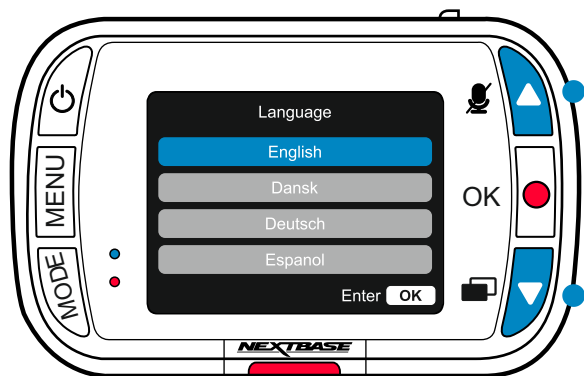 Language
English
Dansk
Deutsch
Espanol
Enter OK
MENU
MODE
OK
NEXTBASE